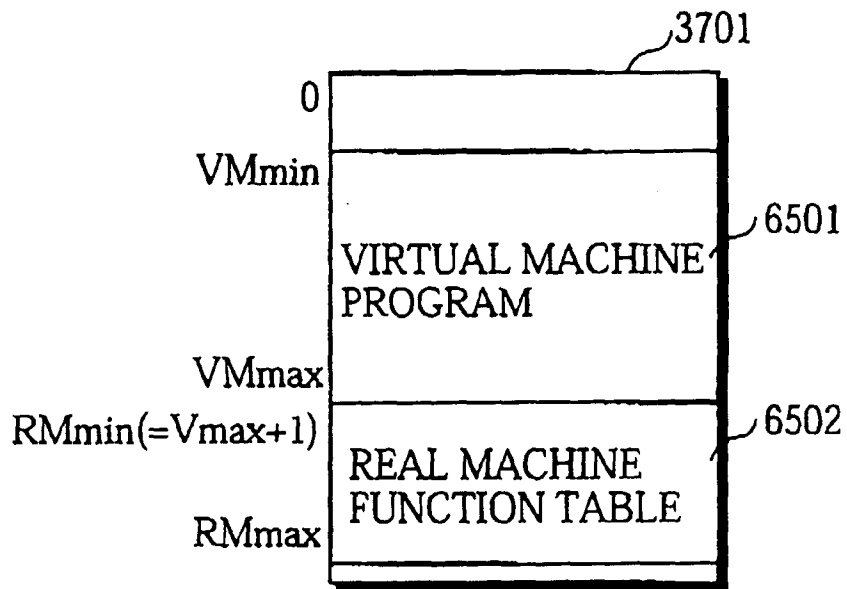 3701
0
VMmin
6501
VIRTUAL MACHINE
PROGRAM
VMmax
RMmin(=Vmax+1)
6502
REAL MACHINE
FUNCTION TABLE
RMmax